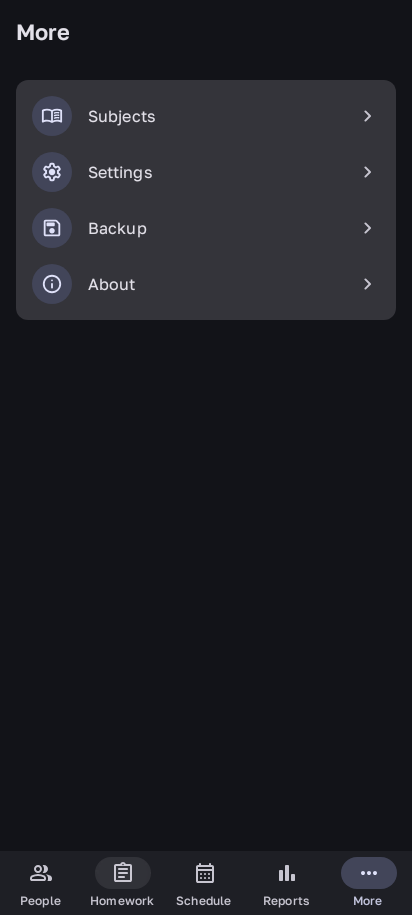 More
Subjects
Settings
Backup
About
People
Homework
Schedule
Reports
More